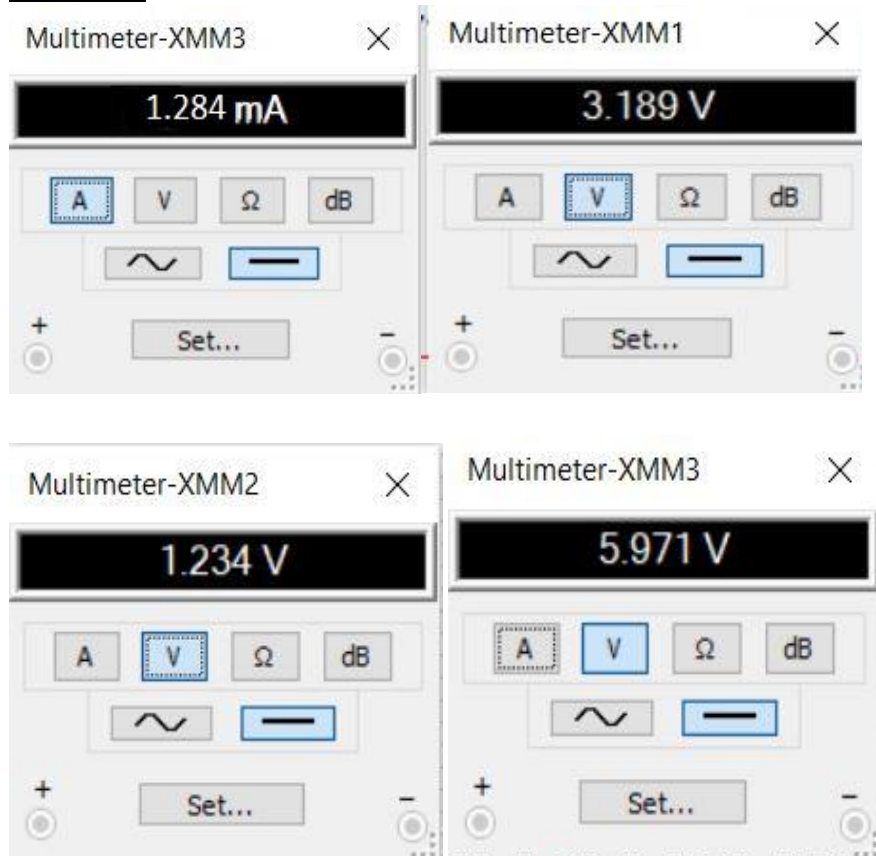 Multimeter-XMM3 ×
1.284 mA
A V Ω dB
+ Set... –
Multimeter-XMM1 ×
3.189 V
A V Ω dB
+ Set... –
Multimeter-XMM2 ×
1.234 V
A V Ω dB
+ Set... –
Multimeter-XMM3 ×
5.971 V
A V Ω dB
+ Set... –